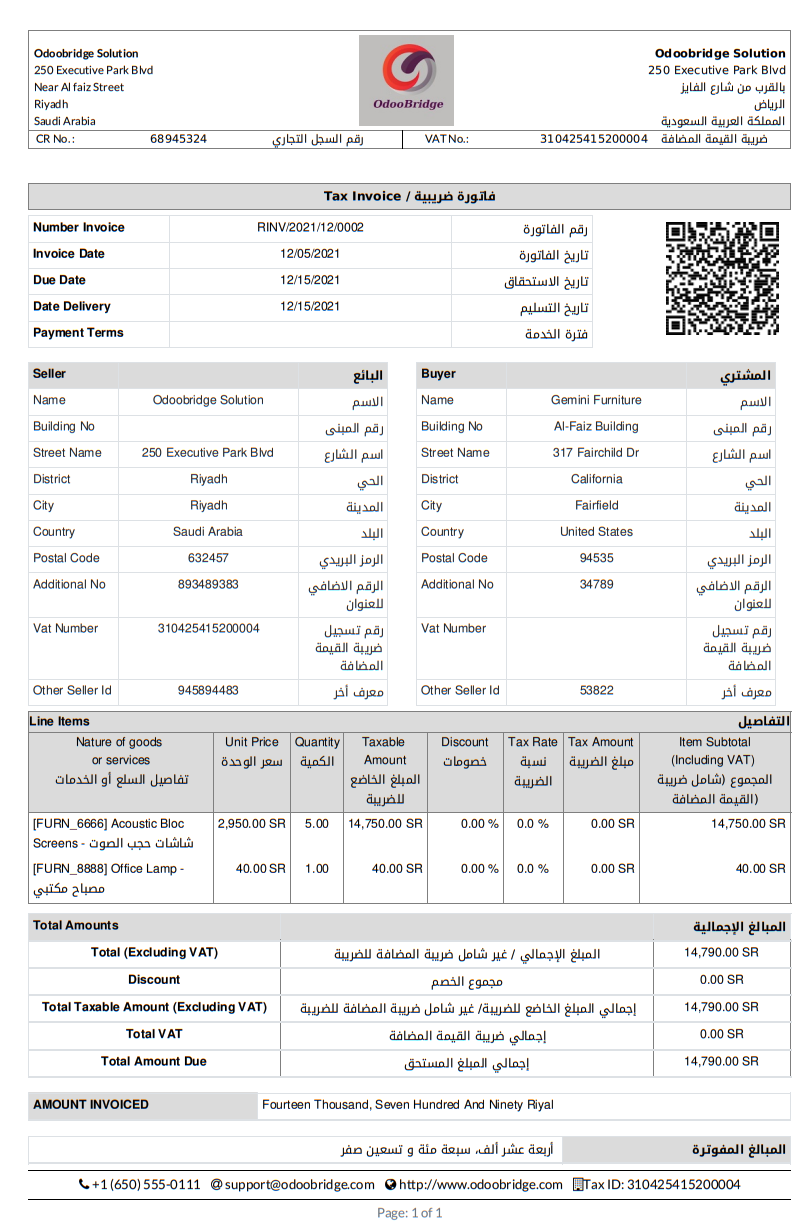 Odoobridge Solution
250 Executive Park Blvd
Near Al faiz Street
Riyadh
Saudi Arabia
OdooBridge
Odoobridge Solution
250 Executive Park Blvd
بالقرب من شارع الفايز
الرياض
المملكة العربية السعودية
CR No.: 68945324 رقم السجل التجاري VAT No.: 310425415200004 ضريبة القيمة المضافة
Tax Invoice / فاتورة ضريبية
Number Invoice RINV/2021/12/0002 رقم الفاتورة
Invoice Date 12/05/2021 تاريخ الفاتورة
Due Date 12/15/2021 تاريخ الاستحقاق
Date Delivery 12/15/2021 تاريخ التسليم
Payment Terms فترة الخدمة
Seller البائع
Name Odoobridge Solution الاسم
Building No رقم المبنى
Street Name 250 Executive Park Blvd اسم الشارع
District Riyadh الحي
City Riyadh المدينة
Country Saudi Arabia البلد
Postal Code 632457 الرمز البريدي
Additional No 893489383 الرقم الاضافي
للعنوان
Vat Number 310425415200004 رقم تسجيل
ضريبة القيمة
المضافة
Other Seller Id 945894483 معرف أخر
Buyer المشتري
Name Gemini Furniture الاسم
Building No Al-Faiz Building رقم المبنى
Street Name 317 Fairchild Dr اسم الشارع
District California الحي
City Fairfield المدينة
Country United States البلد
Postal Code 94535 الرمز البريدي
Additional No 34789 الرقم الاضافي
للعنوان
Vat Number رقم تسجيل
ضريبة القيمة
المضافة
Other Seller Id 53822 معرف أخر
Line Items التفاصيل
Nature of goods
or services
تفاصيل السلع أو الخدمات
Unit Price
سعر الوحدة
Quantity
الكمية
Taxable
Amount
المبلغ الخاضع
للضريبة
Discount
خصومات
Tax Rate
نسبة
الضريبة
Tax Amount
مبلغ الضريبة
Item Subtotal
(Including VAT)
المجموع (شامل ضريبة
القيمة المضافة)
[FURN_6666] Acoustic Bloc 2,950.00 SR 5.00 14,750.00 SR 0.00 % 0.0 % 0.00 SR 14,750.00 SR
Screens - شاشات حجب الصوت
[FURN_8888] Office Lamp - 40.00 SR 1.00 40.00 SR 0.00 % 0.0 % 0.00 SR 40.00 SR
مصباح مكتبي
Total Amounts المبالغ الإجمالية
Total (Excluding VAT) المبلغ الإجمالي / غير شامل ضريبة المضافة للضريبة 14,790.00 SR
Discount مجموع الخصم 0.00 SR
Total Taxable Amount (Excluding VAT) إجمالي المبلغ الخاضع للضريبة/ غير شامل ضريبة المضافة للضريبة 14,790.00 SR
Total VAT إجمالي ضريبة القيمة المضافة 0.00 SR
Total Amount Due إجمالي المبلغ المستحق 14,790.00 SR
AMOUNT INVOICED Fourteen Thousand, Seven Hundred And Ninety Riyal
أربعة عشر ألف، سبعة مئة و تسعين صفر المبالغ المفوترة
+1 (650) 555-0111 support@odoobridge.com http://www.odoobridge.com Tax ID: 310425415200004
Page: 1 of 1